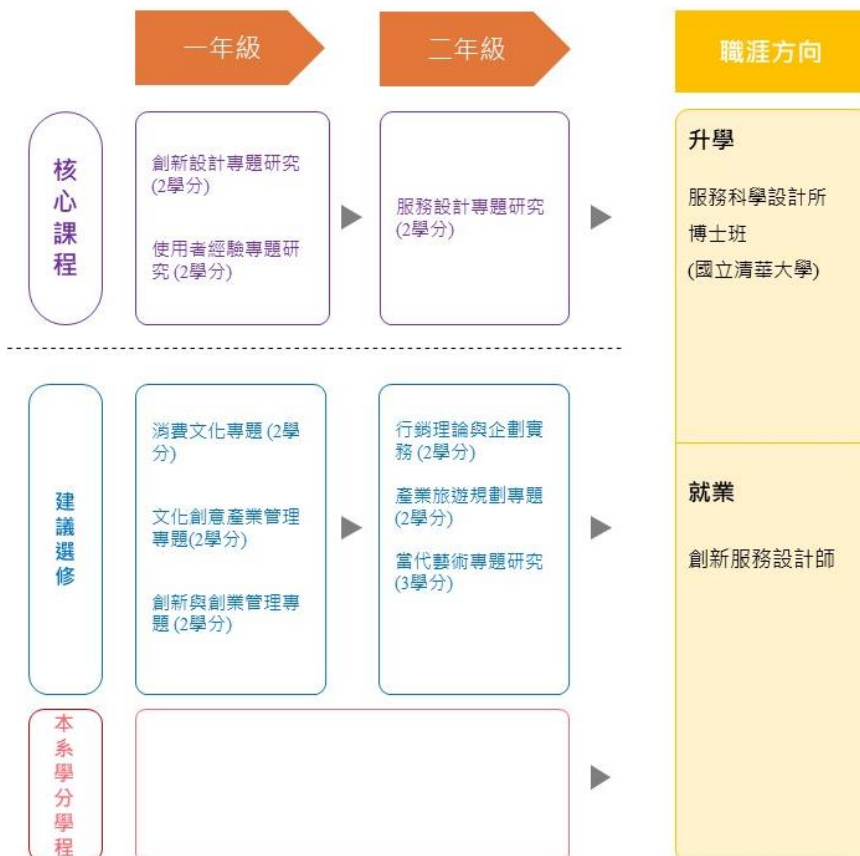 一年級
二年級
職涯方向
核心課程
創新設計專題研究
(2學分)
使用者經驗專題研
究 (2學分)
服務設計專題研究
(2學分)
升學
服務科學設計所
博士班
(國立清華大學)
建議選修
消費文化專題 (2學
分)
文化創意產業管理
專題(2學分)
創新與創業管理專
題 (2學分)
行銷理論與企劃實
務 (2學分)
產業旅遊規劃專題
(2學分)
當代藝術專題研究
(3學分)
就業
創新服務設計師
本系學分學程